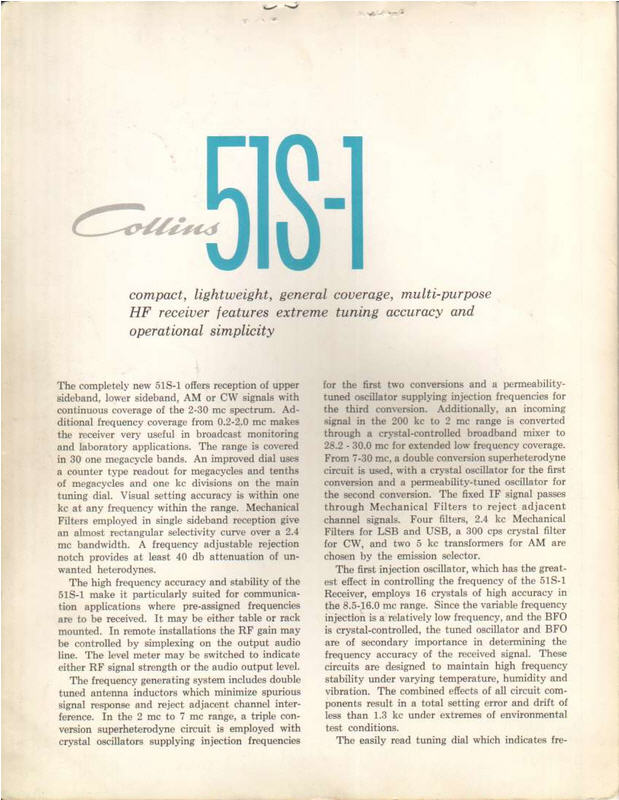 Collins 51S-1
compact, lightweight, general coverage, multi-purpose
HF receiver features extreme tuning accuracy and
operational simplicity
The completely new 51S-1 offers reception of upper
sideband, lower sideband, AM or CW signals with
continuous coverage of the 2-30 mc spectrum. Ad-
ditional frequency coverage from 0.2-2.0 mc makes
the receiver very useful in broadcast monitoring
and laboratory applications. The range is covered
in 30 one megacycle bands. An improved dial uses
a counter type readout for megacycles and tenths
of megacycles and one kc divisions on the main
tuning dial. Visual setting accuracy is within one
kc at any frequency within the range. Mechanical
Filters employed in single sideband reception give
an almost rectangular selectivity curve over a 2.4
mc bandwidth. A frequency adjustable rejection
notch provides at least 40 db attenuation of un-
wanted heterodynes.
The high frequency accuracy and stability of the
51S-1 make it particularly suited for communica-
tion applications where pre-assigned frequencies
are to be received. It may be either table or rack
mounted. In remote installations the RF gain may
be controlled by simplexing on the output audio
line. The level meter may be switched to indicate
either RF signal strength or the audio output level.
The frequency generating system includes double
tuned antenna inductors which minimize spurious
signal response and reject adjacent channel inter-
ference. In the 2 mc to 7 mc range, a triple con-
version superheterodyne circuit is employed with
crystal oscillators supplying injection frequencies
for the first two conversions and a permeability-
tuned oscillator supplying injection frequencies for
the third conversion. Additionally, an incoming
signal in the 200 kc to 2 mc range is converted
through a crystal-controlled broadband mixer to
28.2 - 30.0 mc for extended low frequency coverage.
From 7-30 mc, a double conversion superheterodyne
circuit is used, with a crystal oscillator for the first
conversion and a permeability-tuned oscillator for
the second conversion. The fixed IF signal passes
through Mechanical Filters to reject adjacent
channel signals. Four filters, 2.4 kc Mechanical
Filters for LSB and USB, a 300 cps crystal filter
for CW, and two 5 kc transformers for AM are
chosen by the emission selector.
The first injection oscillator, which has the great-
est effect in controlling the frequency of the 51S-1
Receiver, employs 16 crystals of high accuracy in
the 8.5-16.0 mc range. Since the variable frequency
injection is a relatively low frequency, and the BFO
is crystal-controlled, the tuned oscillator and BFO
are of secondary importance in determining the
frequency accuracy of the received signal. These
circuits are designed to maintain high frequency
stability under varying temperature, humidity and
vibration. The combined effects of all circuit com-
ponents result in a total setting error and drift of
less than 1.3 kc under extremes of environmental
test conditions.
The easily read tuning dial which indicates fre-